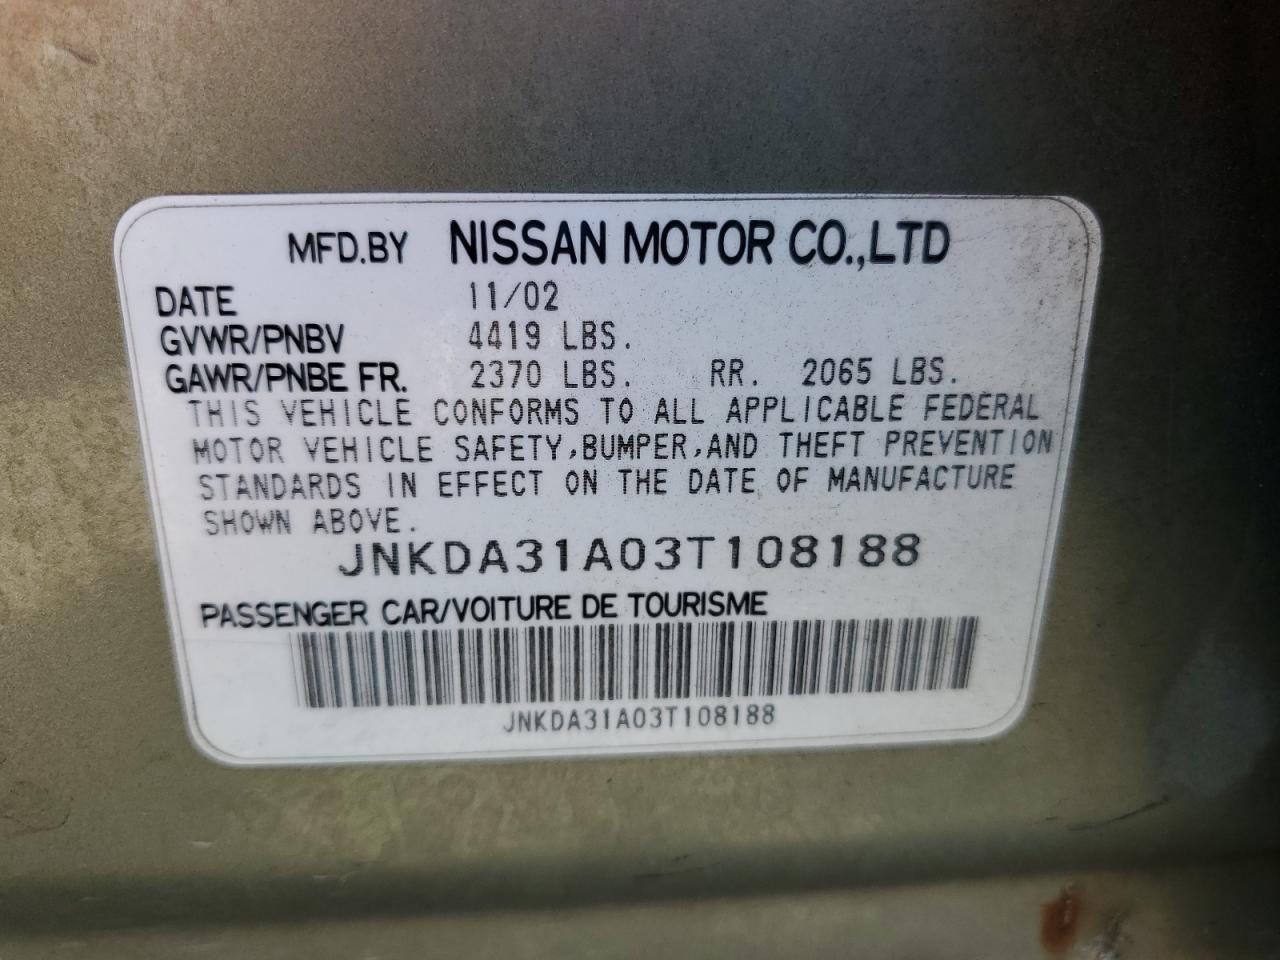 MFD.BY NISSAN MOTOR CO.,LTD
DATE 11/02
GVWR/PNBV 4419 LBS.
GAWR/PNBE FR. 2370 LBS. RR. 2065 LBS.
THIS VEHICLE CONFORMS TO ALL APPLICABLE FEDERAL
MOTOR VEHICLE SAFETY,BUMPER,AND THEFT PREVENTION
STANDARDS IN EFFECT ON THE DATE OF MANUFACTURE
SHOWN ABOVE.
JNKDA31A03T108188
PASSENGER CAR/VOITURE DE TOURISME
JNKDA31A03T108188